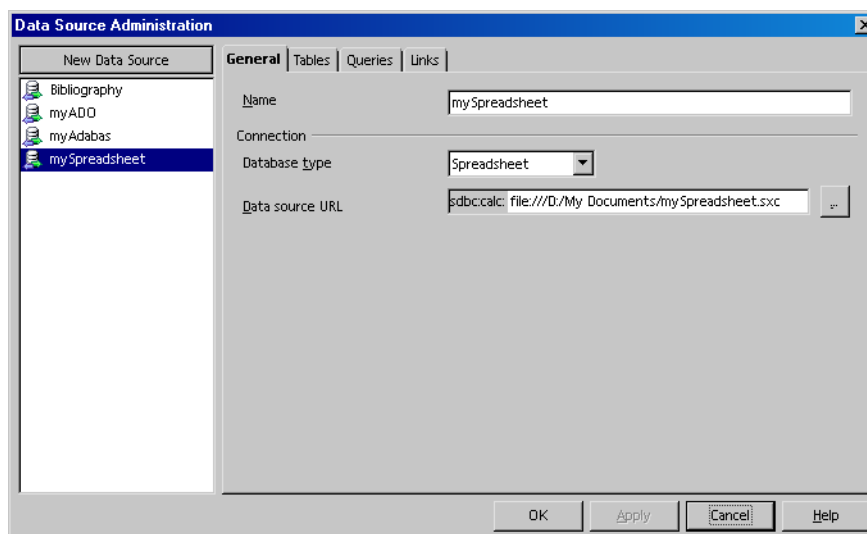 Data Source Administration
New Data Source
Bibliography
myADO
myAdabas
mySpreadsheet
General Tables Queries Links
Name mySpreadsheet
Connection
Database type Spreadsheet
Data source URL sdbc:calc: file:///D:/My Documents/mySpreadsheet.sxc ...
OK Apply Cancel Help